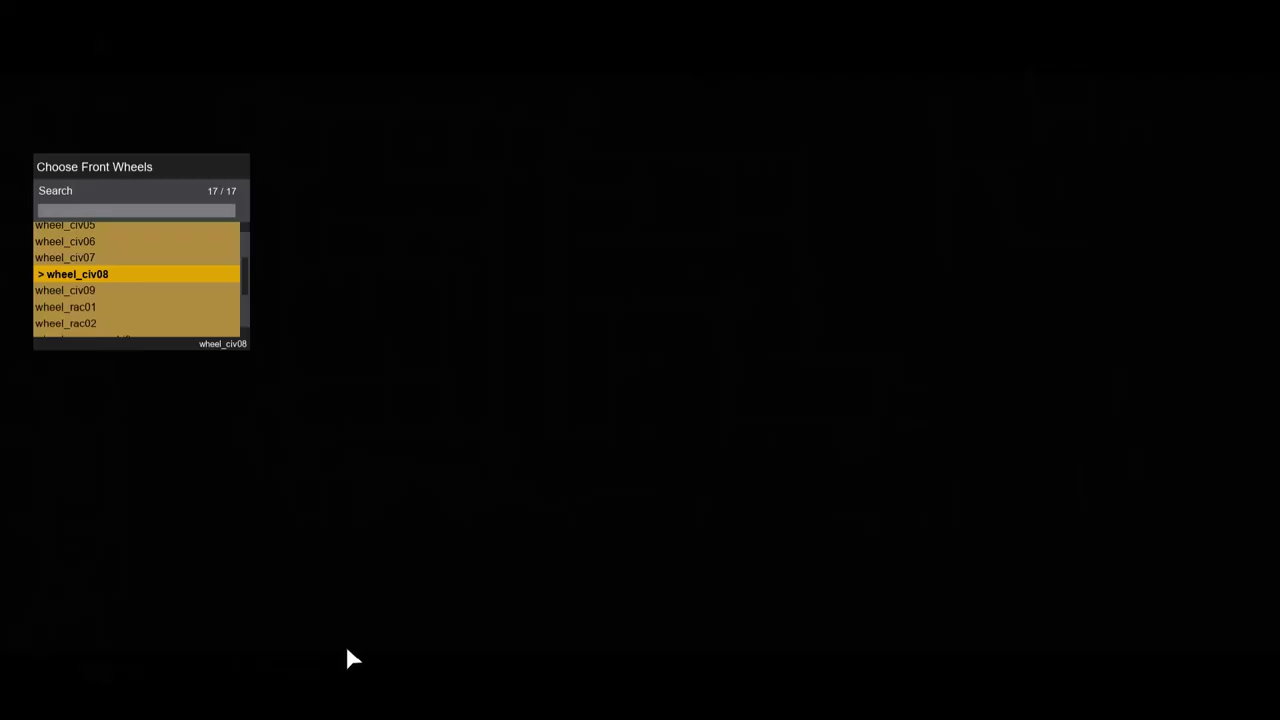 Choose Front Wheels
Search 17 / 17
wheel_civ05
wheel_civ06
wheel_civ07
> wheel_civ08
wheel_civ09
wheel_rac01
wheel_rac02
wheel_civ08